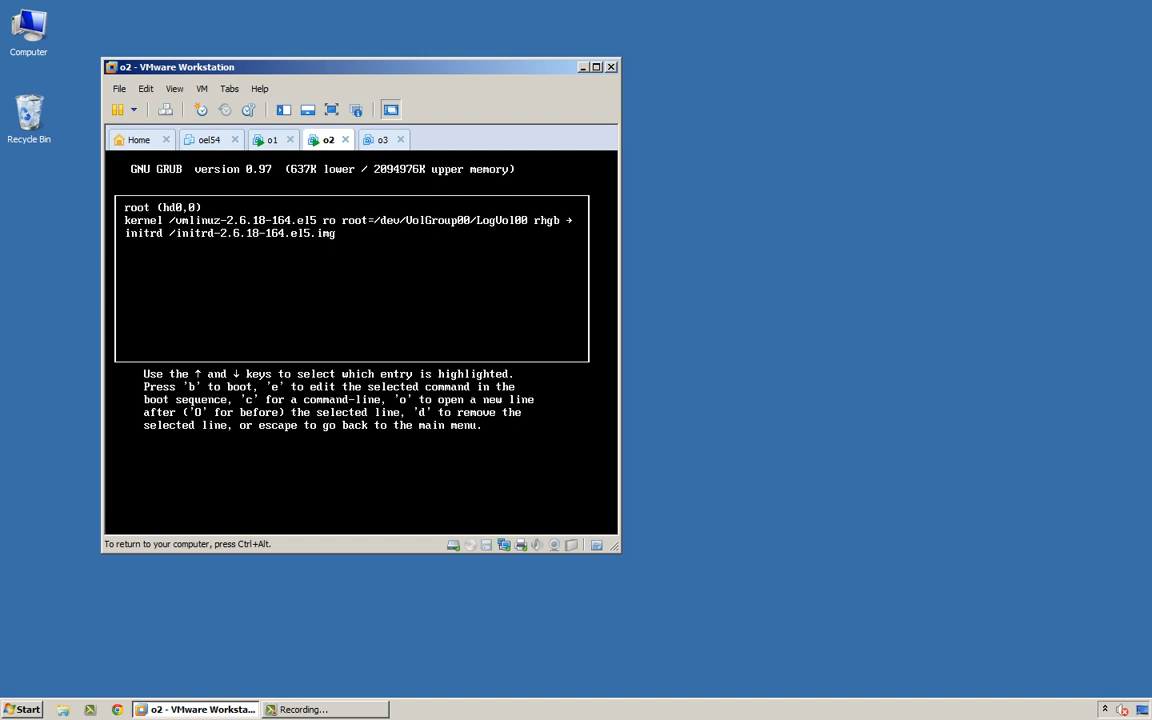 Computer
Recycle Bin
o2 - VMware Workstation
File Edit View VM Tabs Help
Home oel54 o1 o2 o3
GNU GRUB version 0.97 (637K lower / 2094976K upper memory)
root (hd0,0)
kernel /vmlinuz-2.6.18-164.el5 ro root=/dev/VolGroup00/LogVol00 rhgb →
initrd /initrd-2.6.18-164.el5.img
Use the ↑ and ↓ keys to select which entry is highlighted.
Press 'b' to boot, 'e' to edit the selected command in the
boot sequence, 'c' for a command-line, 'o' to open a new line
after ('O' for before) the selected line, 'd' to remove the
selected line, or escape to go back to the main menu.
To return to your computer, press Ctrl+Alt.
Start o2 - VMware Worksta... Recording...